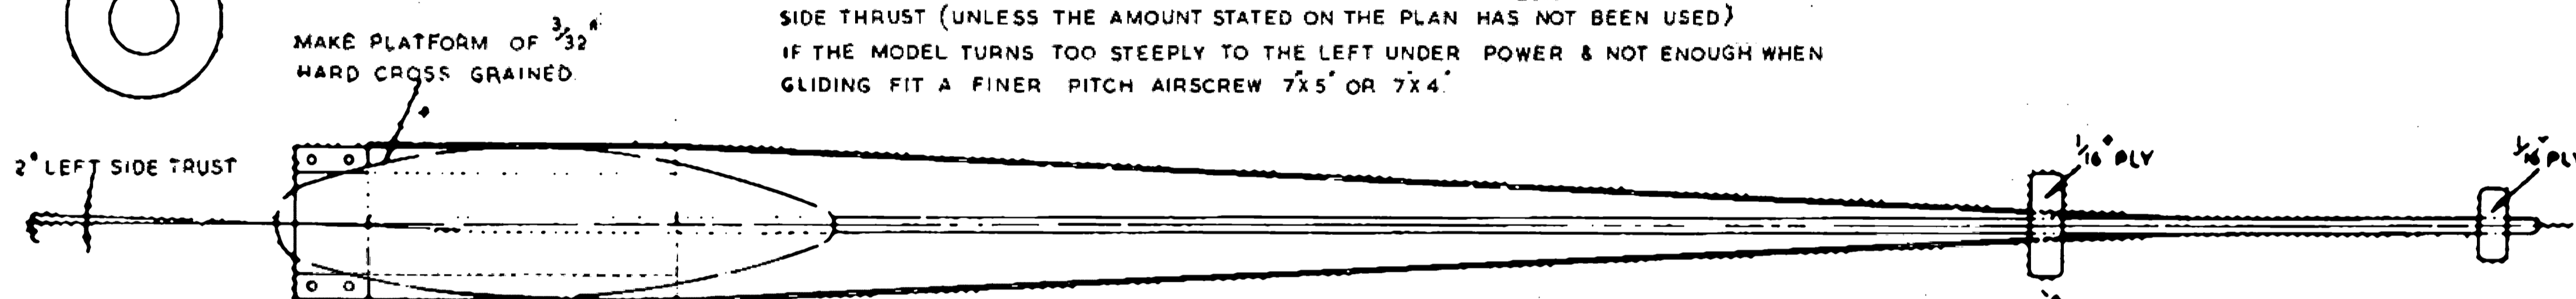 SIDE THRUST (UNLESS THE AMOUNT STATED ON THE PLAN HAS NOT BEEN USED)
IF THE MODEL TURNS TOO STEEPLY TO THE LEFT UNDER POWER & NOT ENOUGH WHEN
GLIDING FIT A FINER PITCH AIRSCREW 7"X5" OR 7"X4"
MAKE PLATFORM OF 3/32"
HARD CROSS GRAINED.
2° LEFT SIDE TRUST
1/16" PLY
1/16" PLY